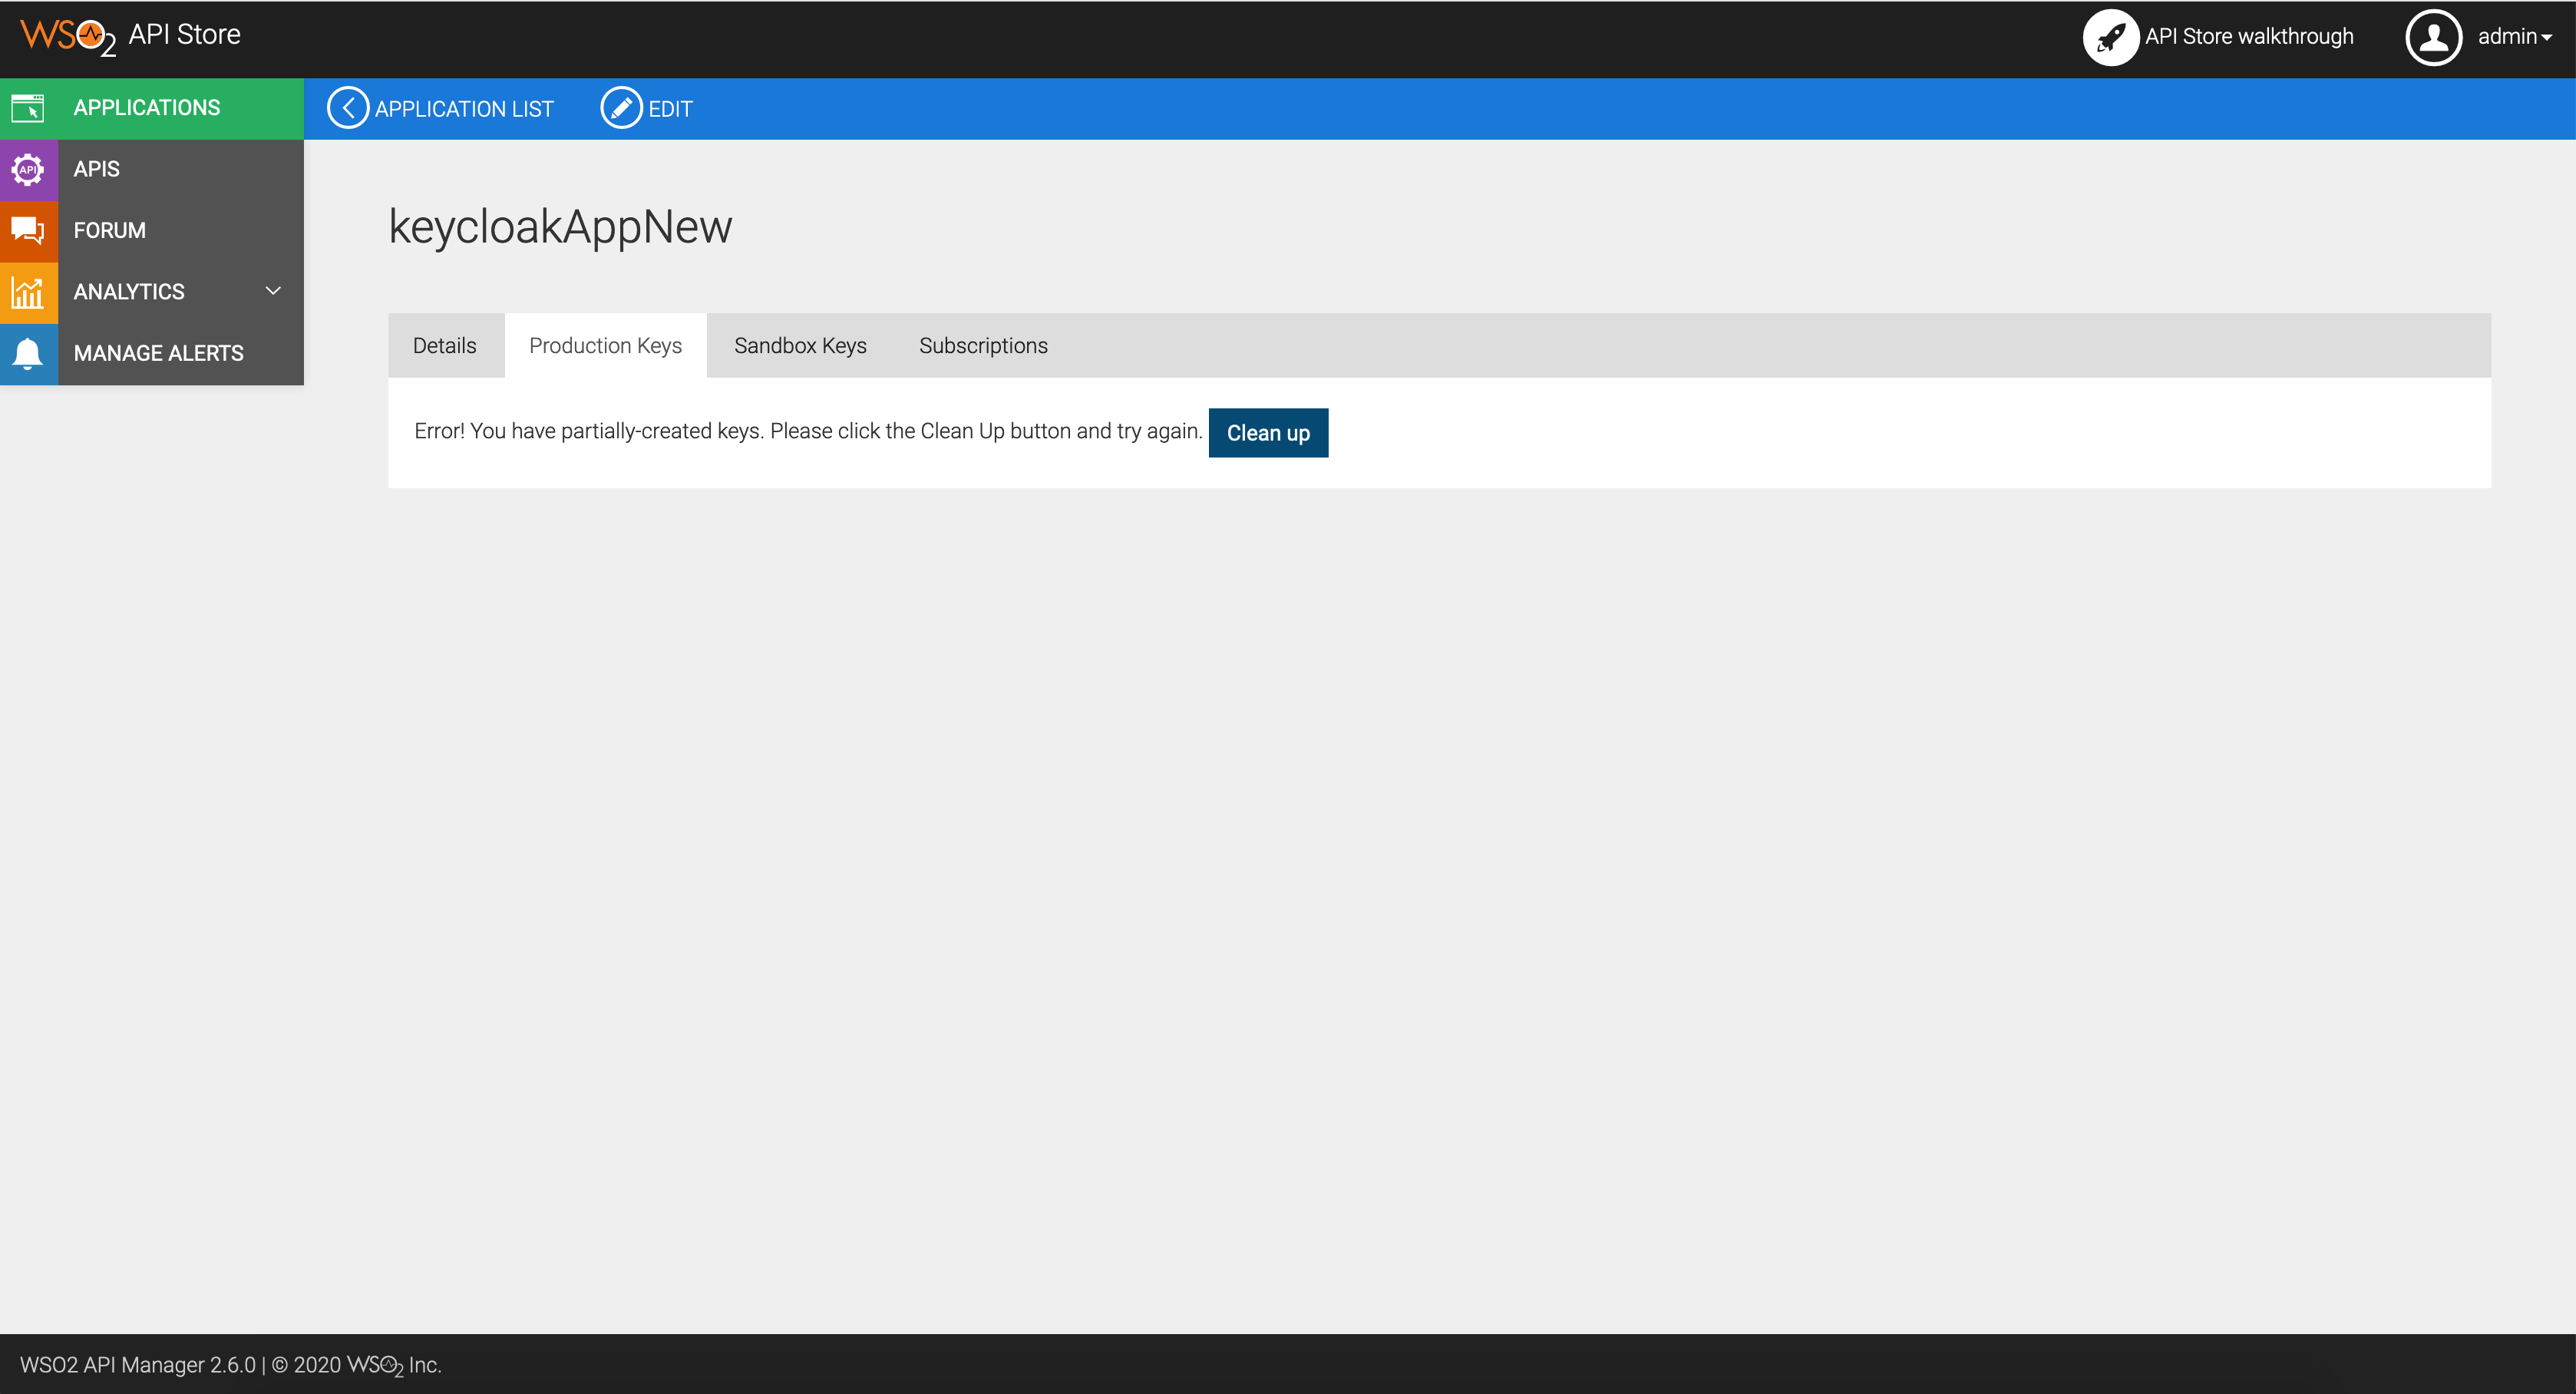 WSO2 API Store
API Store walkthrough
admin
APPLICATIONS
APPLICATION LIST
EDIT
API
APIS
FORUM
ANALYTICS
MANAGE ALERTS
keycloakAppNew
Details
Production Keys
Sandbox Keys
Subscriptions
Error! You have partially-created keys. Please click the Clean Up button and try again.
Clean up
WSO2 API Manager 2.6.0 | © 2020 WSO2 Inc.